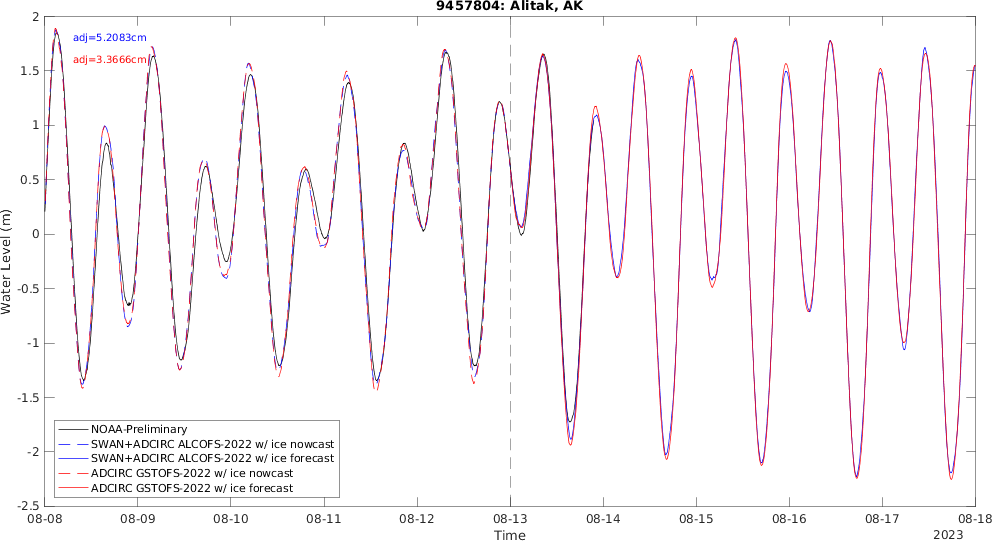 9457804: Alitak, AK
adj=5.2083cm
adj=3.3666cm
Water Level (m)
2
1.5
1
0.5
0
-0.5
-1
-1.5
-2
-2.5
NOAA-Preliminary
SWAN+ADCIRC ALCOFS-2022 w/ ice nowcast
SWAN+ADCIRC ALCOFS-2022 w/ ice forecast
ADCIRC GSTOFS-2022 w/ ice nowcast
ADCIRC GSTOFS-2022 w/ ice forecast
08-08 08-09 08-10 08-11 08-12 08-13 08-14 08-15 08-16 08-17 08-18
Time
2023